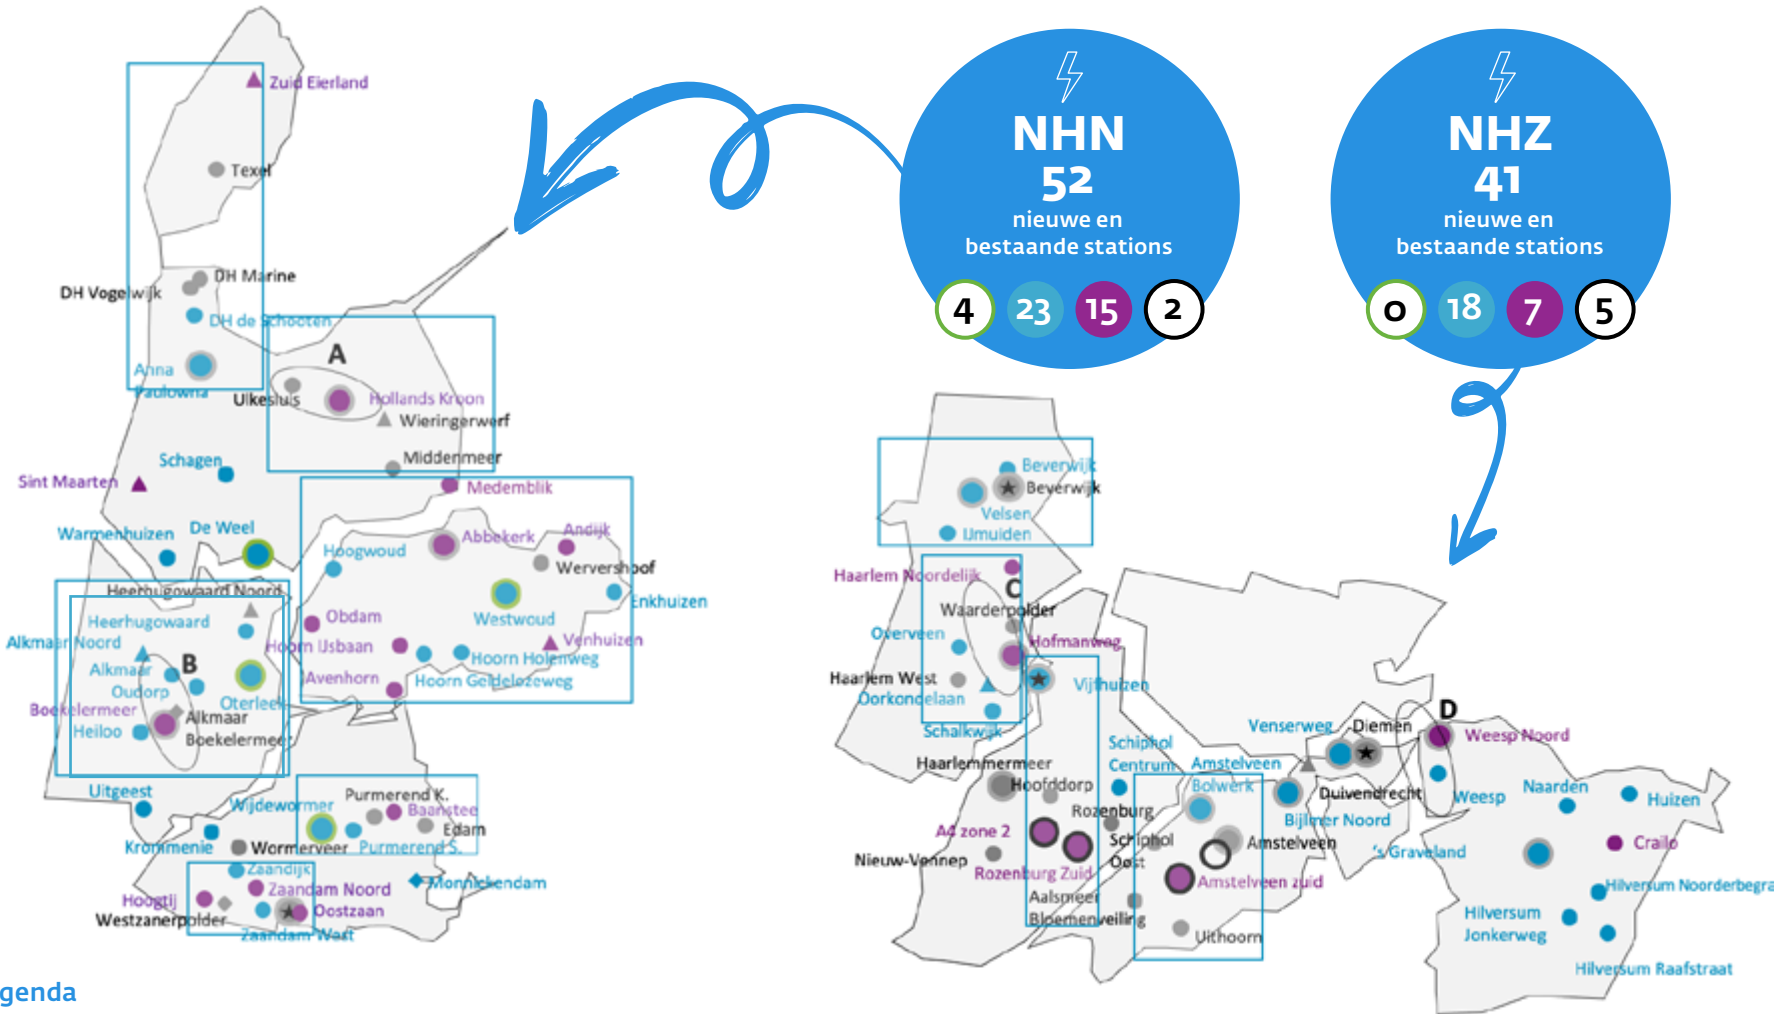 NHN
52
nieuwe en
bestaande stations
4 23 15 2
NHZ
41
nieuwe en
bestaande stations
0 18 7 5
Zuid Eierland
Texel
DH Marine
DH Vogelwijk
DH de Schooten
Anna
Paulowna
A
Ulkesluis
Hollands Kroon
Wieringerwerf
Middenmeer
Schagen
Sint Maarten
Medemblik
Warmenhuizen
De Weel
Hoogwoud
Abbekerk
Andijk
Wervershoof
Enkhuizen
Westwoud
Obdam
Venhuizen
Hoorn IJsbaan
Hoorn Holenweg
Hoorn Geldelozeweg
Avenhorn
Heerhugowaard Noord
Heerhugowaard
Alkmaar Noord
B
Alkmaar
Oudorp
Oterleek
Boekelermeer
Alkmaar
Boekelermeer
Heiloo
Uitgeest
Wijdewormer
Purmerend K.
Baanstee
Edam
Purmerend S.
Krommenie
Wormerveer
Zaandijk
Monnickendam
Zaandam Noord
Hoogtij
Oostzaan
Westzanerpolder
Zaandam West
Beverwijk
Beverwijk
Velsen
IJmuiden
Haarlem Noordelijk
C
Waarderpolder
Overveen
Hofmanweg
Haarlem West
Oorkondelaan
Vijfhuizen
Schalkwijk
Haarlemmermeer
Hoofddorp
Schiphol
Centrum
Rozenburg
A4 zone 2
Nieuw-Vennep
Rozenburg Zuid
Schiphol
Oost
Aalsmeer
Bloemenveiling
Amstelveen
Bolwerk
Amstelveen
Amstelveen zuid
Uithoorn
Venserweg
Diemen
Duivendrecht
Bijlmer Noord
D
Weesp Noord
Weesp
Naarden
Huizen
's Graveland
Crailo
Hilversum Noorderbegra
Hilversum
Jonkerweg
Hilversum Raafstraat
genda